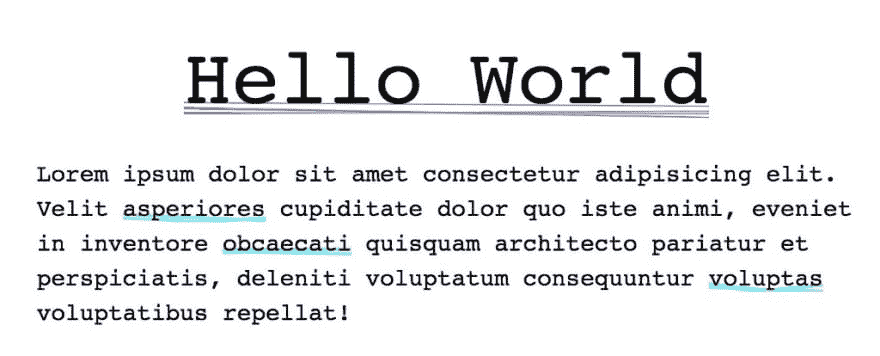 Hello World
Lorem ipsum dolor sit amet consectetur adipisicing elit.
Velit asperiores cupiditate dolor quo iste animi, eveniet
in inventore obcaecati quisquam architecto pariatur et
perspiciatis, deleniti voluptatum consequuntur voluptas
voluptatibus repellat!